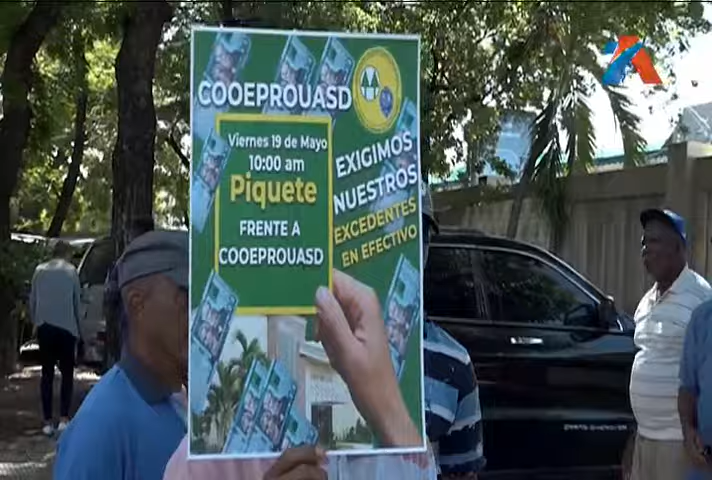 COOEPROUASD
Viernes 19 de Mayo
10:00 am
Piquete
FRENTE A
COOEPROUASD
EXIGIMOS
NUESTROS
EXCEDENTES
EN EFECTIVO